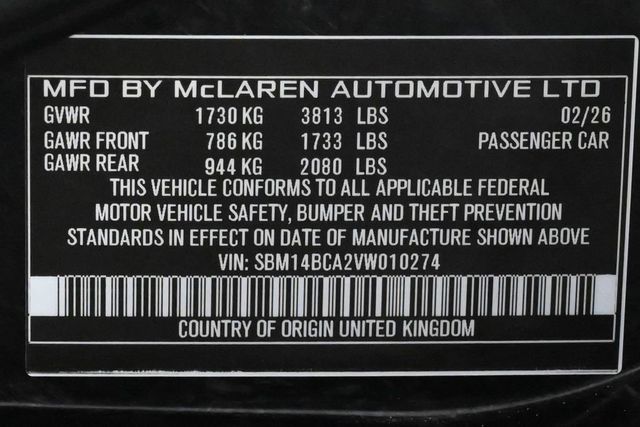 MFD BY McLAREN AUTOMOTIVE LTD
GVWR 1730 KG 3813 LBS 02/26
GAWR FRONT 786 KG 1733 LBS PASSENGER CAR
GAWR REAR 944 KG 2080 LBS
THIS VEHICLE CONFORMS TO ALL APPLICABLE FEDERAL
MOTOR VEHICLE SAFETY, BUMPER AND THEFT PREVENTION
STANDARDS IN EFFECT ON DATE OF MANUFACTURE SHOWN ABOVE
VIN: SBM14BCA2VW010274
COUNTRY OF ORIGIN UNITED KINGDOM